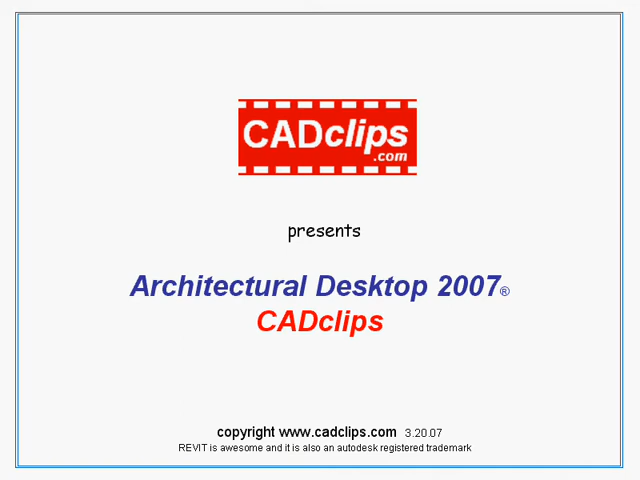 CADclips
.com
presents
Architectural Desktop 2007®
CADclips
copyright www.cadclips.com 3.20.07
REVIT is awesome and it is also an autodesk registered trademark